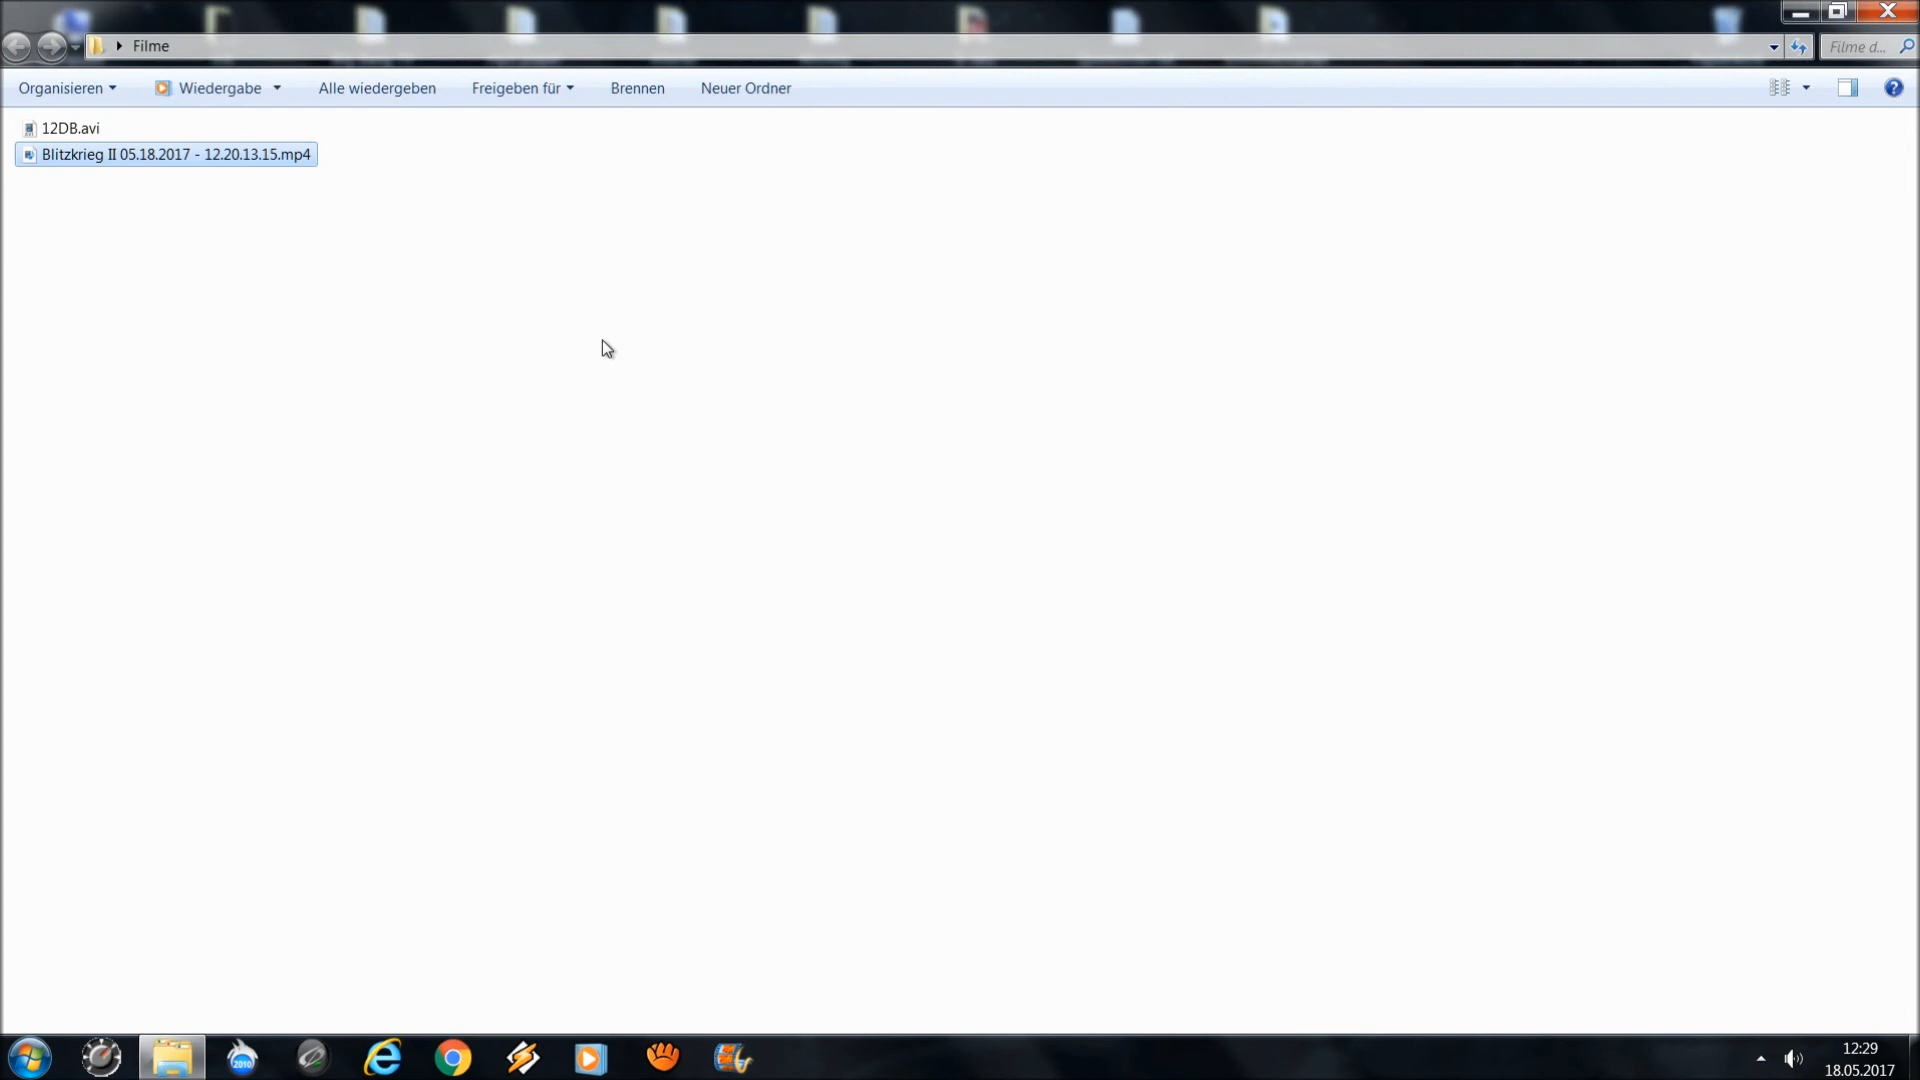 Filme
Filme d...
Organisieren
Wiedergabe
Alle wiedergeben
Freigeben für
Brennen
Neuer Ordner
12DB.avi
Blitzkrieg II 05.18.2017 - 12.20.13.15.mp4
2010
12:29
18.05.2017